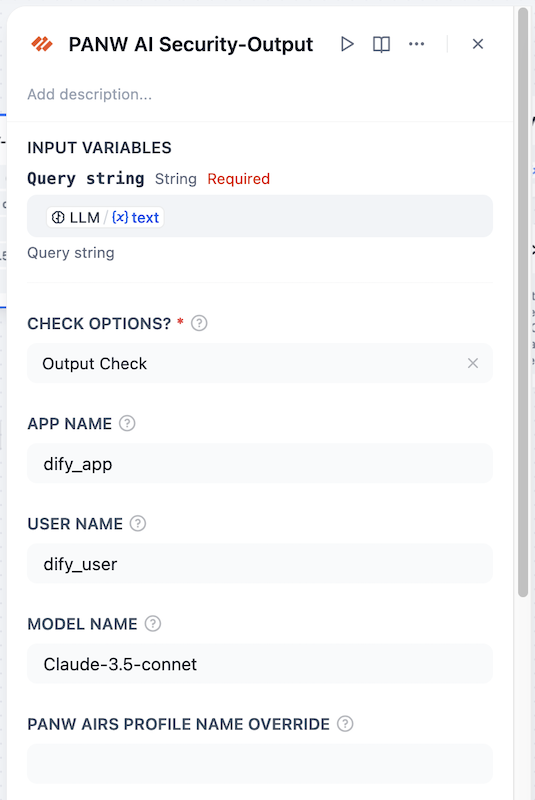 PANW AI Security-Output
Add description...
INPUT VARIABLES
Query string String Required
LLM / {x} text
Query string
CHECK OPTIONS? *
Output Check
APP NAME
dify_app
USER NAME
dify_user
MODEL NAME
Claude-3.5-connet
PANW AIRS PROFILE NAME OVERRIDE